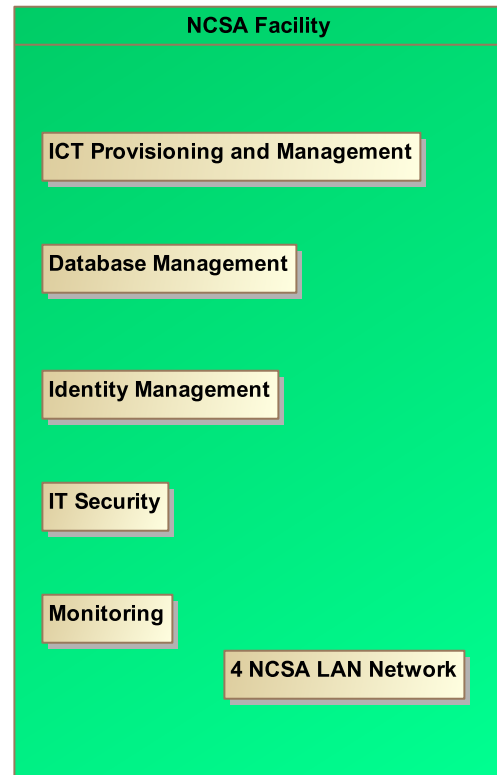 NCSA Facility
ICT Provisioning and Management
Database Management
Identity Management
IT Security
Monitoring
4 NCSA LAN Network